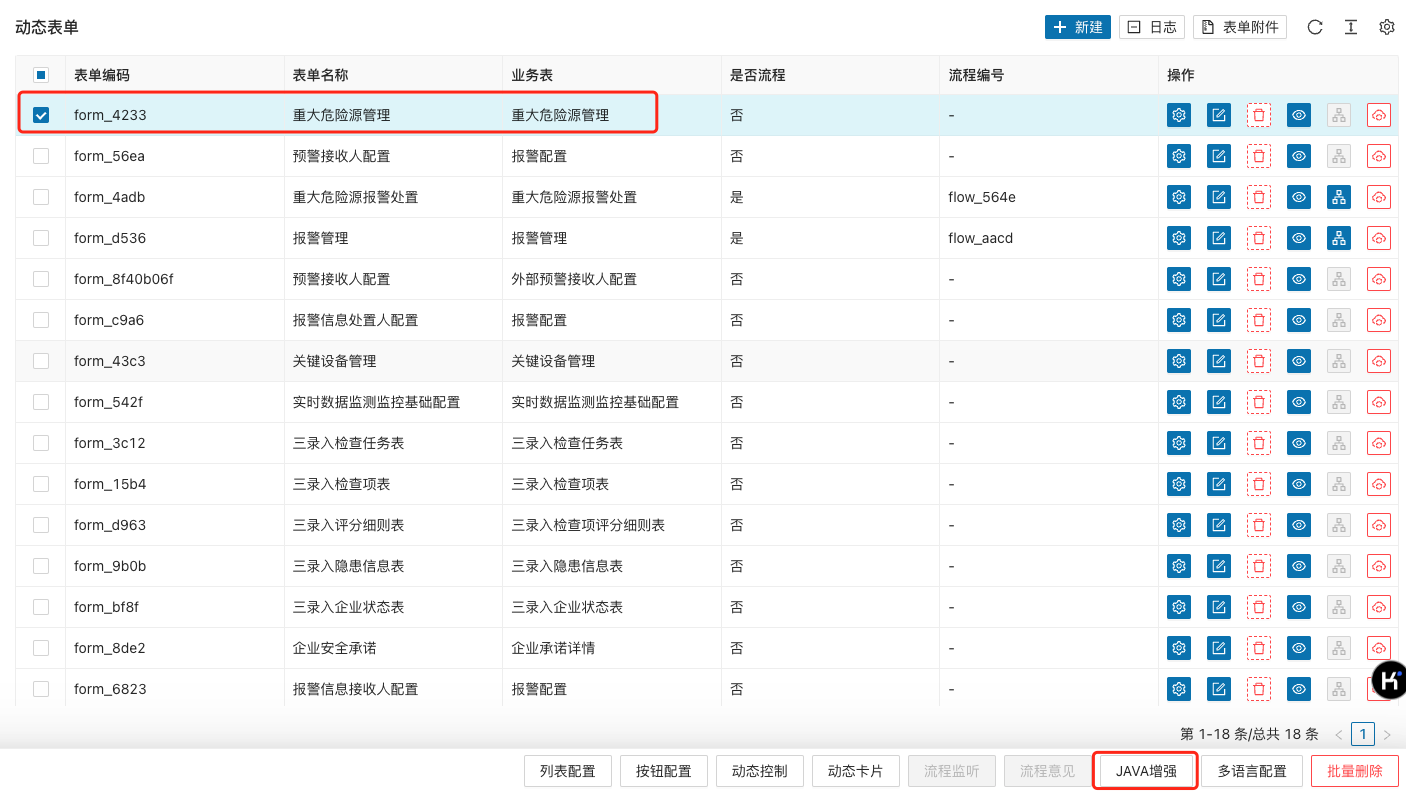 动态表单 新建 日志 表单附件
表单编码 表单名称 业务表 是否流程 流程编号 操作
form_4233 重大危险源管理 重大危险源管理 否 -
form_56ea 预警接收人配置 报警配置 否 -
form_4adb 重大危险源报警处置 重大危险源报警处置 是 flow_564e
form_d536 报警管理 报警管理 是 flow_aacd
form_8f40b06f 预警接收人配置 外部预警接收人配置 否 -
form_c9a6 报警信息处置人配置 报警配置 否 -
form_43c3 关键设备管理 关键设备管理 否 -
form_542f 实时数据监测监控基础配置 实时数据监测监控基础配置 否 -
form_3c12 三录入检查任务表 三录入检查任务表 否 -
form_15b4 三录入检查项表 三录入检查项表 否 -
form_d963 三录入评分细则表 三录入检查项评分细则表 否 -
form_9b0b 三录入隐患信息表 三录入隐患信息表 否 -
form_bf8f 三录入企业状态表 三录入企业状态表 否 -
form_8de2 企业安全承诺 企业承诺详情 否 -
form_6823 报警信息接收人配置 报警配置 否 -
第 1-18 条/总共 18 条 < 1 >
列表配置 按钮配置 动态控制 动态卡片 流程监听 流程意见 JAVA增强 多语言配置 批量删除